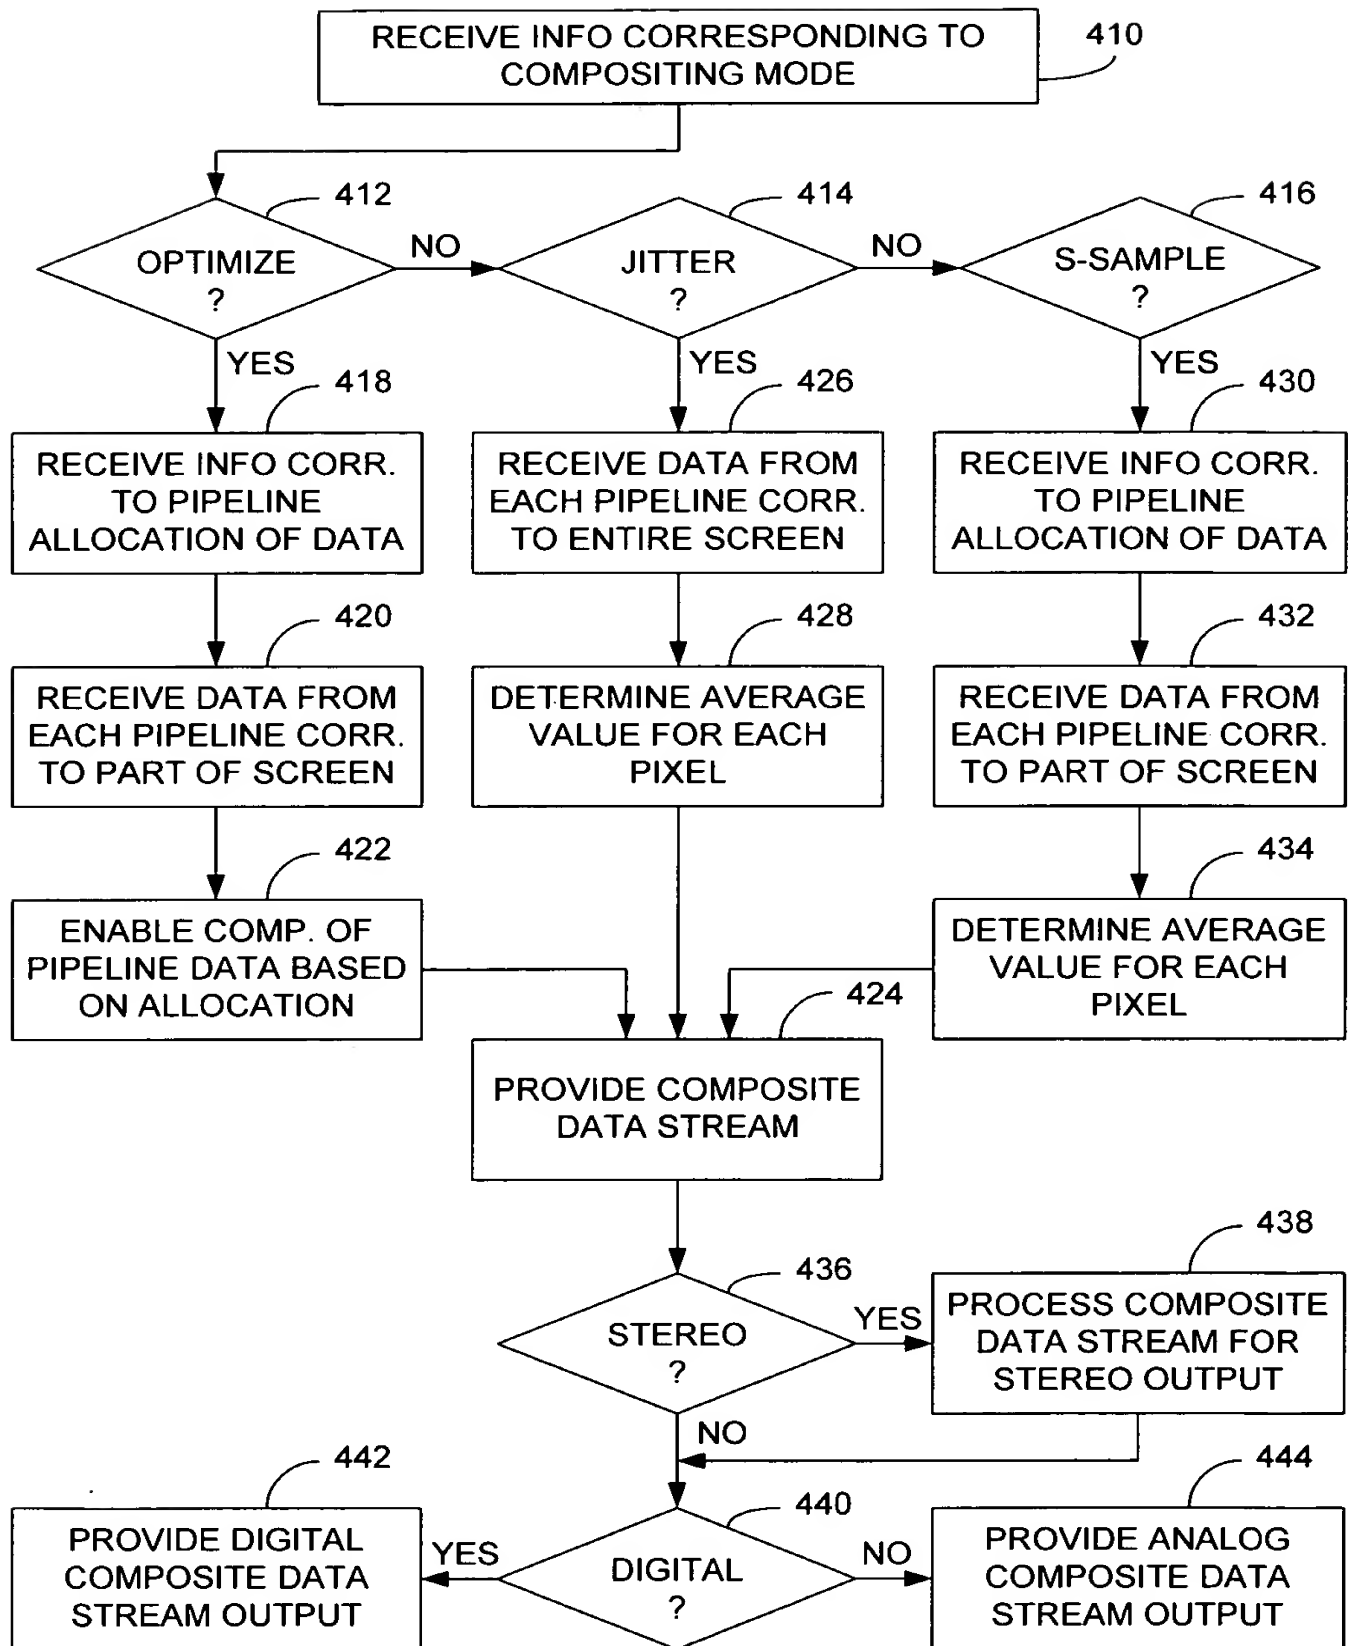 RECEIVE INFO CORRESPONDING TO
COMPOSITING MODE
410
412
414
416
OPTIMIZE
?
NO
JITTER
?
NO
S-SAMPLE
?
YES
YES
YES
418
426
430
RECEIVE INFO CORR.
TO PIPELINE
ALLOCATION OF DATA
RECEIVE DATA FROM
EACH PIPELINE CORR.
TO ENTIRE SCREEN
RECEIVE INFO CORR.
TO PIPELINE
ALLOCATION OF DATA
420
428
432
RECEIVE DATA FROM
EACH PIPELINE CORR.
TO PART OF SCREEN
DETERMINE AVERAGE
VALUE FOR EACH
PIXEL
RECEIVE DATA FROM
EACH PIPELINE CORR.
TO PART OF SCREEN
422
434
ENABLE COMP. OF
PIPELINE DATA BASED
ON ALLOCATION
DETERMINE AVERAGE
VALUE FOR EACH
PIXEL
424
PROVIDE COMPOSITE
DATA STREAM
436
438
STEREO
?
YES
PROCESS COMPOSITE
DATA STREAM FOR
STEREO OUTPUT
NO
442
440
444
PROVIDE DIGITAL
COMPOSITE DATA
STREAM OUTPUT
YES
DIGITAL
?
NO
PROVIDE ANALOG
COMPOSITE DATA
STREAM OUTPUT